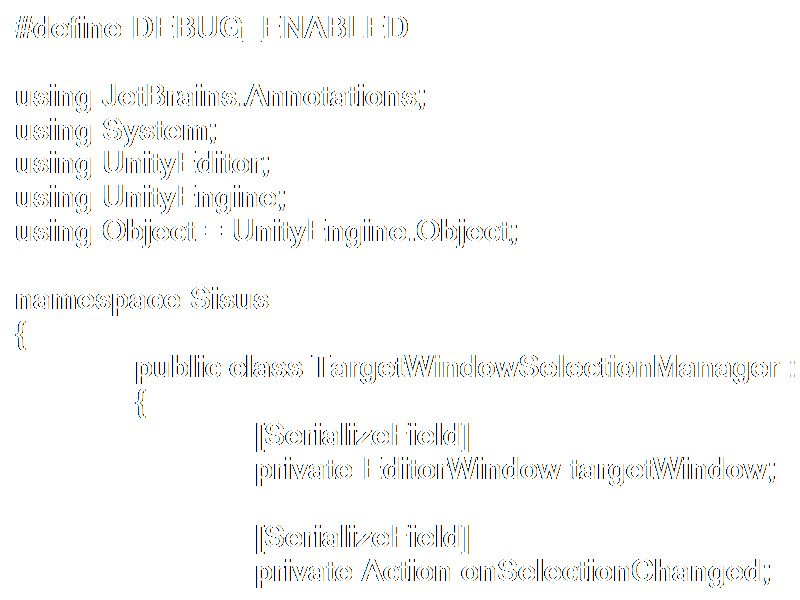 #define DEBUG_ENABLED
using JetBrains.Annotations;
using System;
using UnityEditor;
using UnityEngine;
using Object = UnityEngine.Object;
namespace Sisus
{
public class TargetWindowSelectionManager :
{
[SerializeField]
private EditorWindow targetWindow;
[SerializeField]
private Action onSelectionChanged;